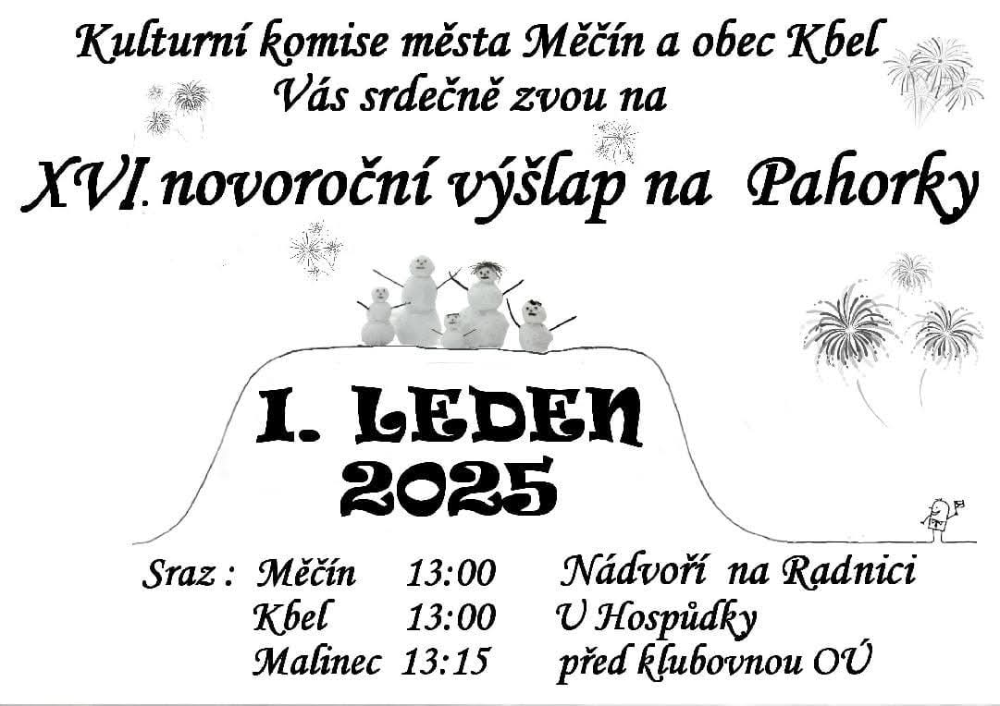 Kulturní komise města Měčín a obec Kbel
Vás srdečně zvou na
XVI. novoroční výšlap na Pahorky
1. LEDEN
2025
Sraz : Měčín 13:00 Nádvoří na Radnici
Kbel 13:00 U Hospůdky
Malinec 13:15 před klubovnou OÚ